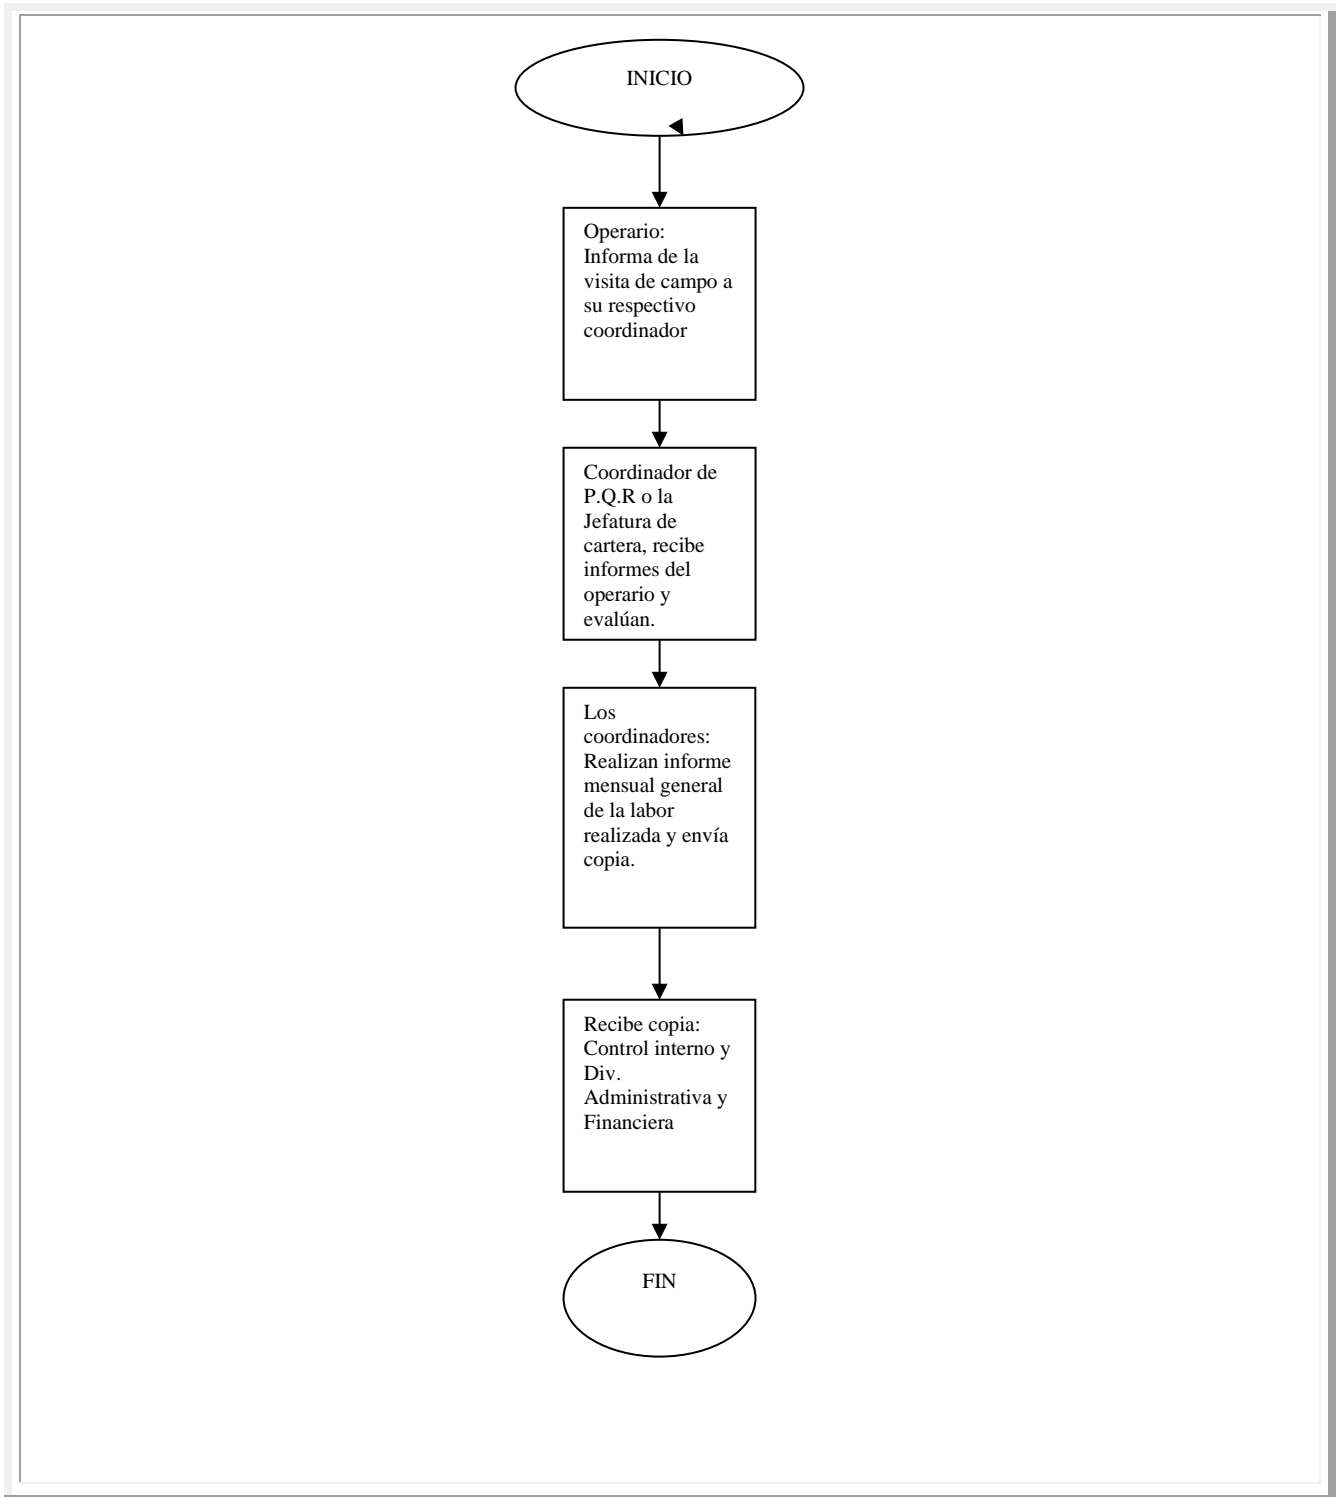 INICIO
Operario:
Informa de la
visita de campo a
su respectivo
coordinador
Coordinador de
P.Q.R o la
Jefatura de
cartera, recibe
informes del
operario y
evalúan.
Los
coordinadores:
Realizan informe
mensual general
de la labor
realizada y envía
copia.
Recibe copia:
Control interno y
Div.
Administrativa y
Financiera
FIN